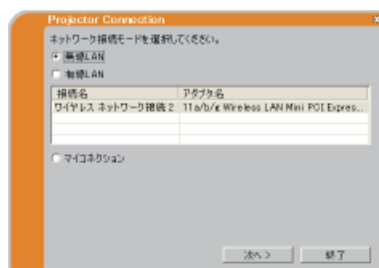 Projector Connection
ネットワーク接続モードを選択してください。
無線LAN
有線LAN
接続名 アダプタ名
ワイヤレス ネットワーク接続 2 11a/b/g Wireless LAN Mini PCI Expres...
マイコネクション
次へ > 終了